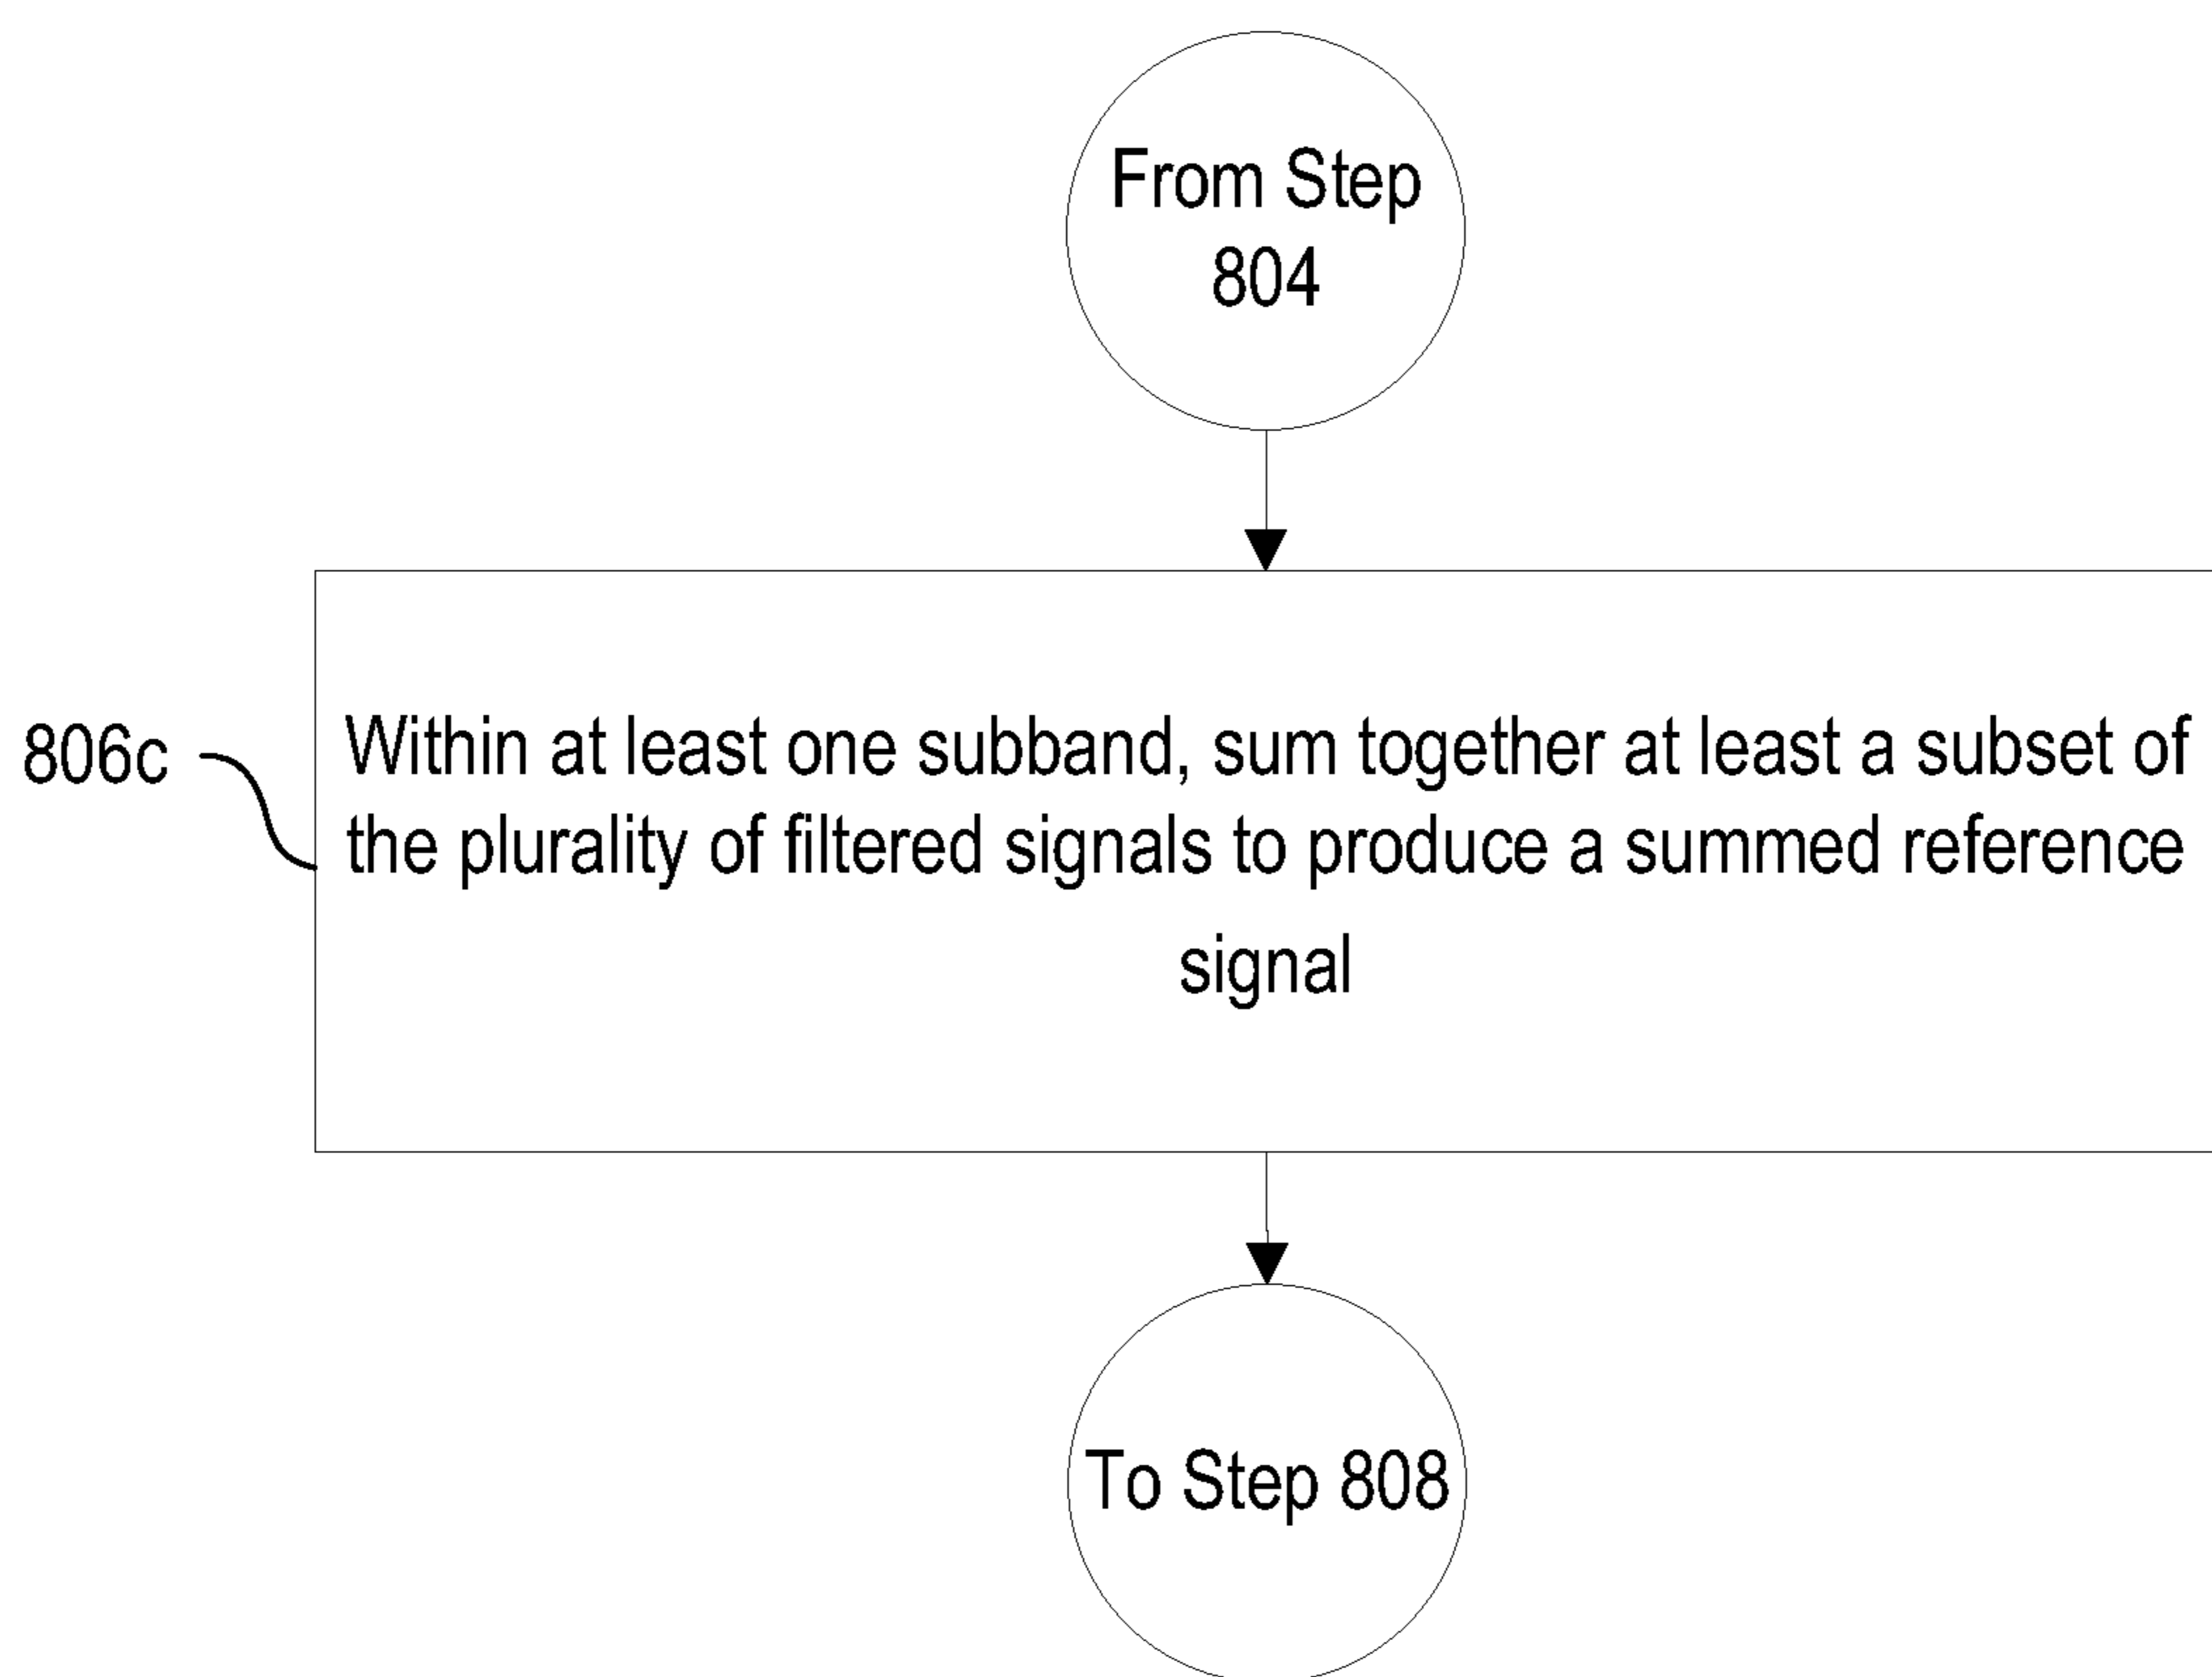 From Step
804
806c
Within at least one subband, sum together at least a subset of
the plurality of filtered signals to produce a summed reference
signal
To Step 808